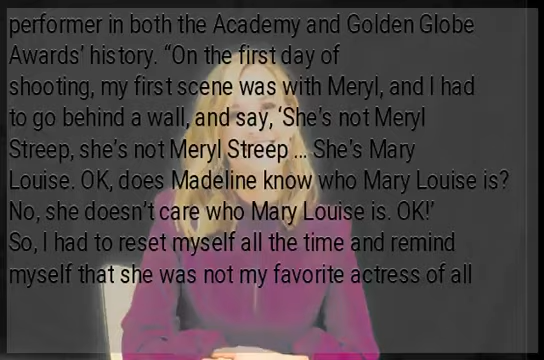 performer in both the Academy and Golden Globe
Awards’ history. “On the first day of
shooting, my first scene was with Meryl, and I had
to go behind a wall, and say, ‘She’s not Meryl
Streep, she’s not Meryl Streep ... She’s Mary
Louise. OK, does Madeline know who Mary Louise is?
No, she doesn’t care who Mary Louise is. OK!’
So, I had to reset myself all the time and remind
myself that she was not my favorite actress of all